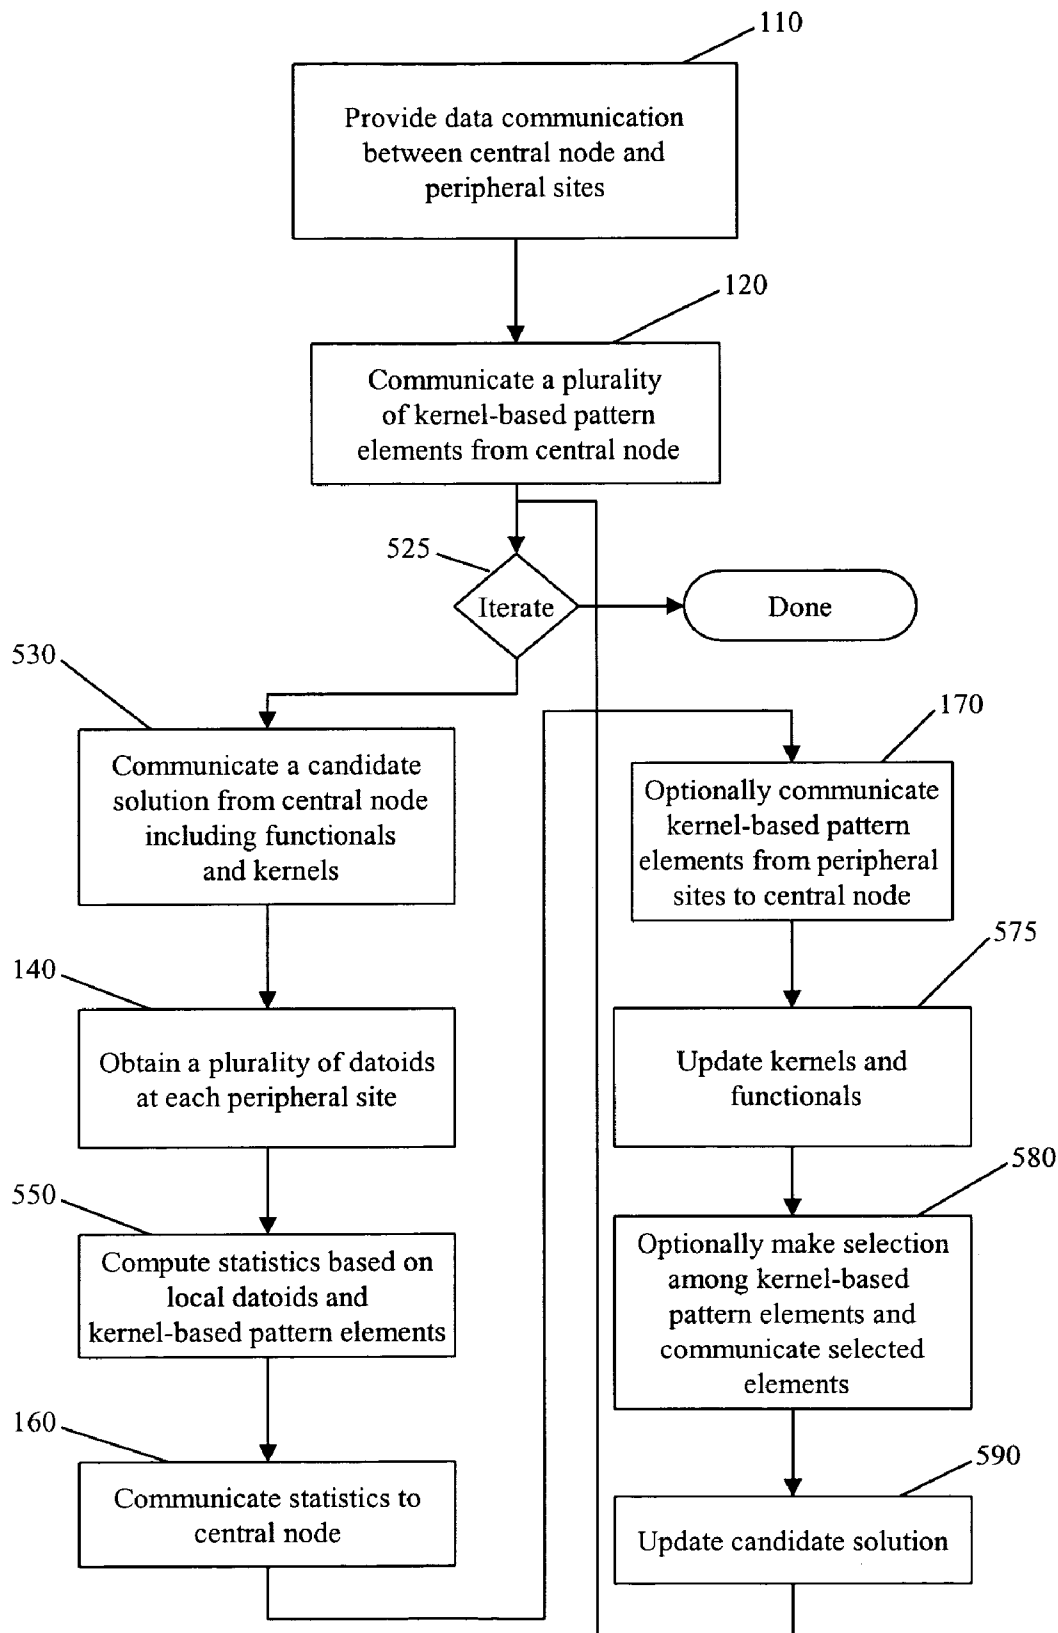 110
Provide data communication
between central node and
peripheral sites
120
Communicate a plurality
of kernel-based pattern
elements from central node
525
Iterate
Done
530
Communicate a candidate
solution from central node
including functionals
and kernels
140
Obtain a plurality of datoids
at each peripheral site
550
Compute statistics based on
local datoids and
kernel-based pattern elements
160
Communicate statistics to
central node
170
Optionally communicate
kernel-based pattern
elements from peripheral
sites to central node
575
Update kernels and
functionals
580
Optionally make selection
among kernel-based
pattern elements and
communicate selected
elements
590
Update candidate solution